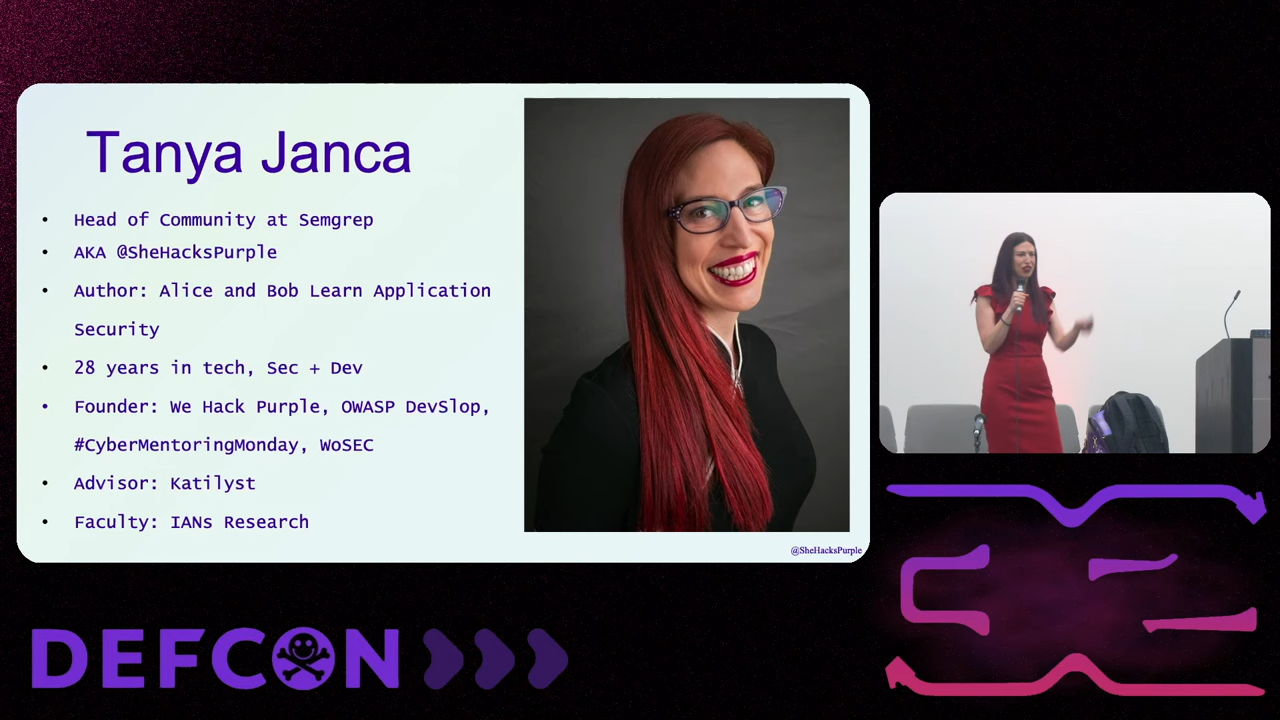 Tanya Janca
• Head of Community at Semgrep
• AKA @SheHacksPurple
• Author: Alice and Bob Learn Application
Security
• 28 years in tech, Sec + Dev
• Founder: We Hack Purple, OWASP DevSlop,
#CyberMentoringMonday, WoSEC
• Advisor: Katilyst
• Faculty: IANs Research
@SheHacksPurple
DEFCON